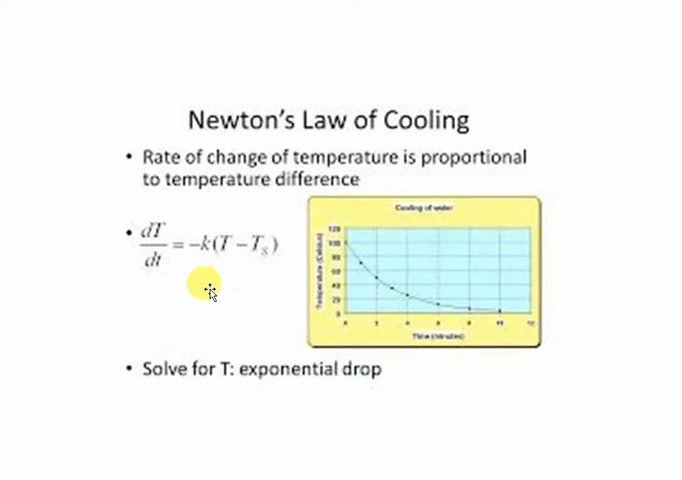 Newton's Law of Cooling
• Rate of change of temperature is proportional
to temperature difference
• dT/dt = −k(T − T_S)
Cooling of water
Temperature (Celsius)
120
100
80
60
40
20
0
0 2 4 6 8 10 12
Time (minutes)
• Solve for T: exponential drop